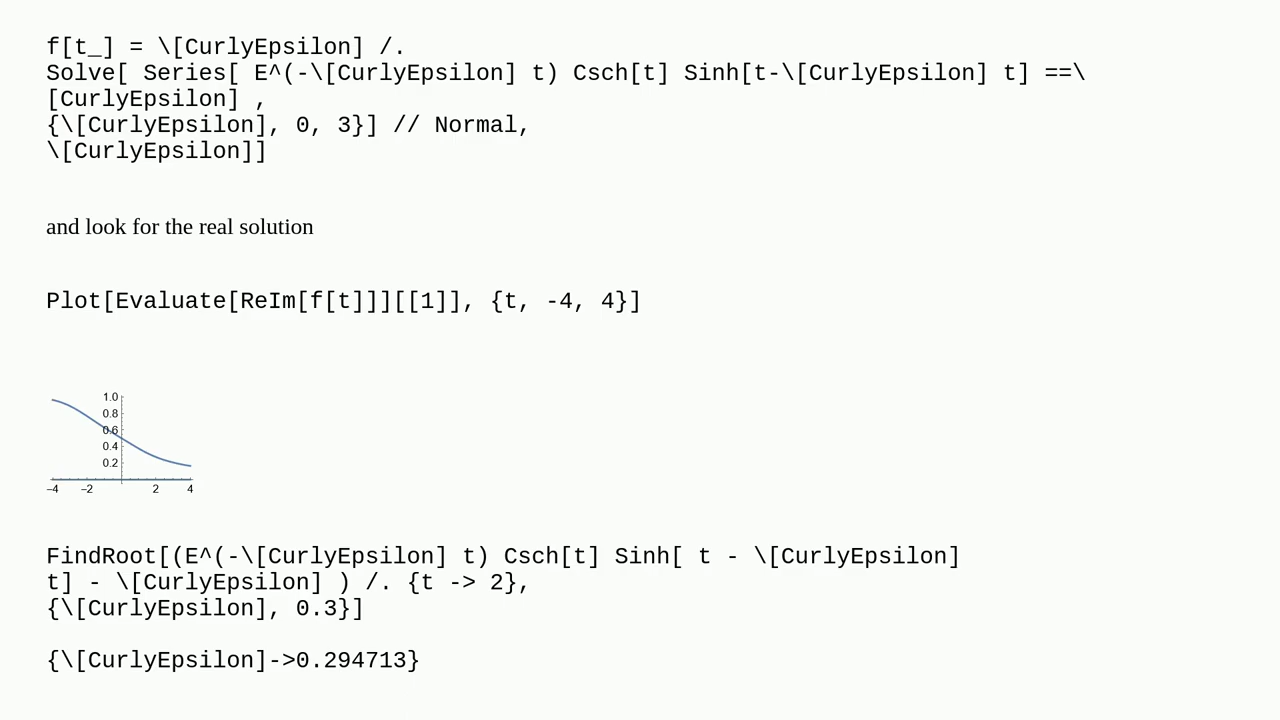 f[t_] = \[CurlyEpsilon] /.
Solve[ Series[ E^(-\[CurlyEpsilon] t) Csch[t] Sinh[t-\[CurlyEpsilon] t] ==\
[CurlyEpsilon] ,
{\[CurlyEpsilon], 0, 3}] // Normal,
\[CurlyEpsilon]]
and look for the real solution
Plot[Evaluate[ReIm[f[t]]][[1]], {t, -4, 4}]
1.0
0.8
0.6
0.4
0.2
−4 −2 2 4
FindRoot[(E^(-\[CurlyEpsilon] t) Csch[t] Sinh[ t - \[CurlyEpsilon]
t] - \[CurlyEpsilon] ) /. {t -> 2},
{\[CurlyEpsilon], 0.3}]
{\[CurlyEpsilon]->0.294713}